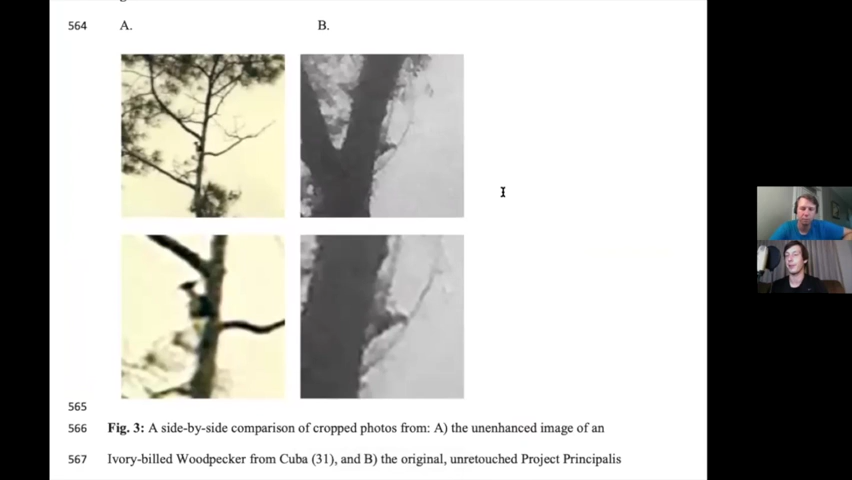 564 A. B.
565
566 Fig. 3: A side-by-side comparison of cropped photos from: A) the unenhanced image of an
567 Ivory-billed Woodpecker from Cuba (31), and B) the original, unretouched Project Principalis